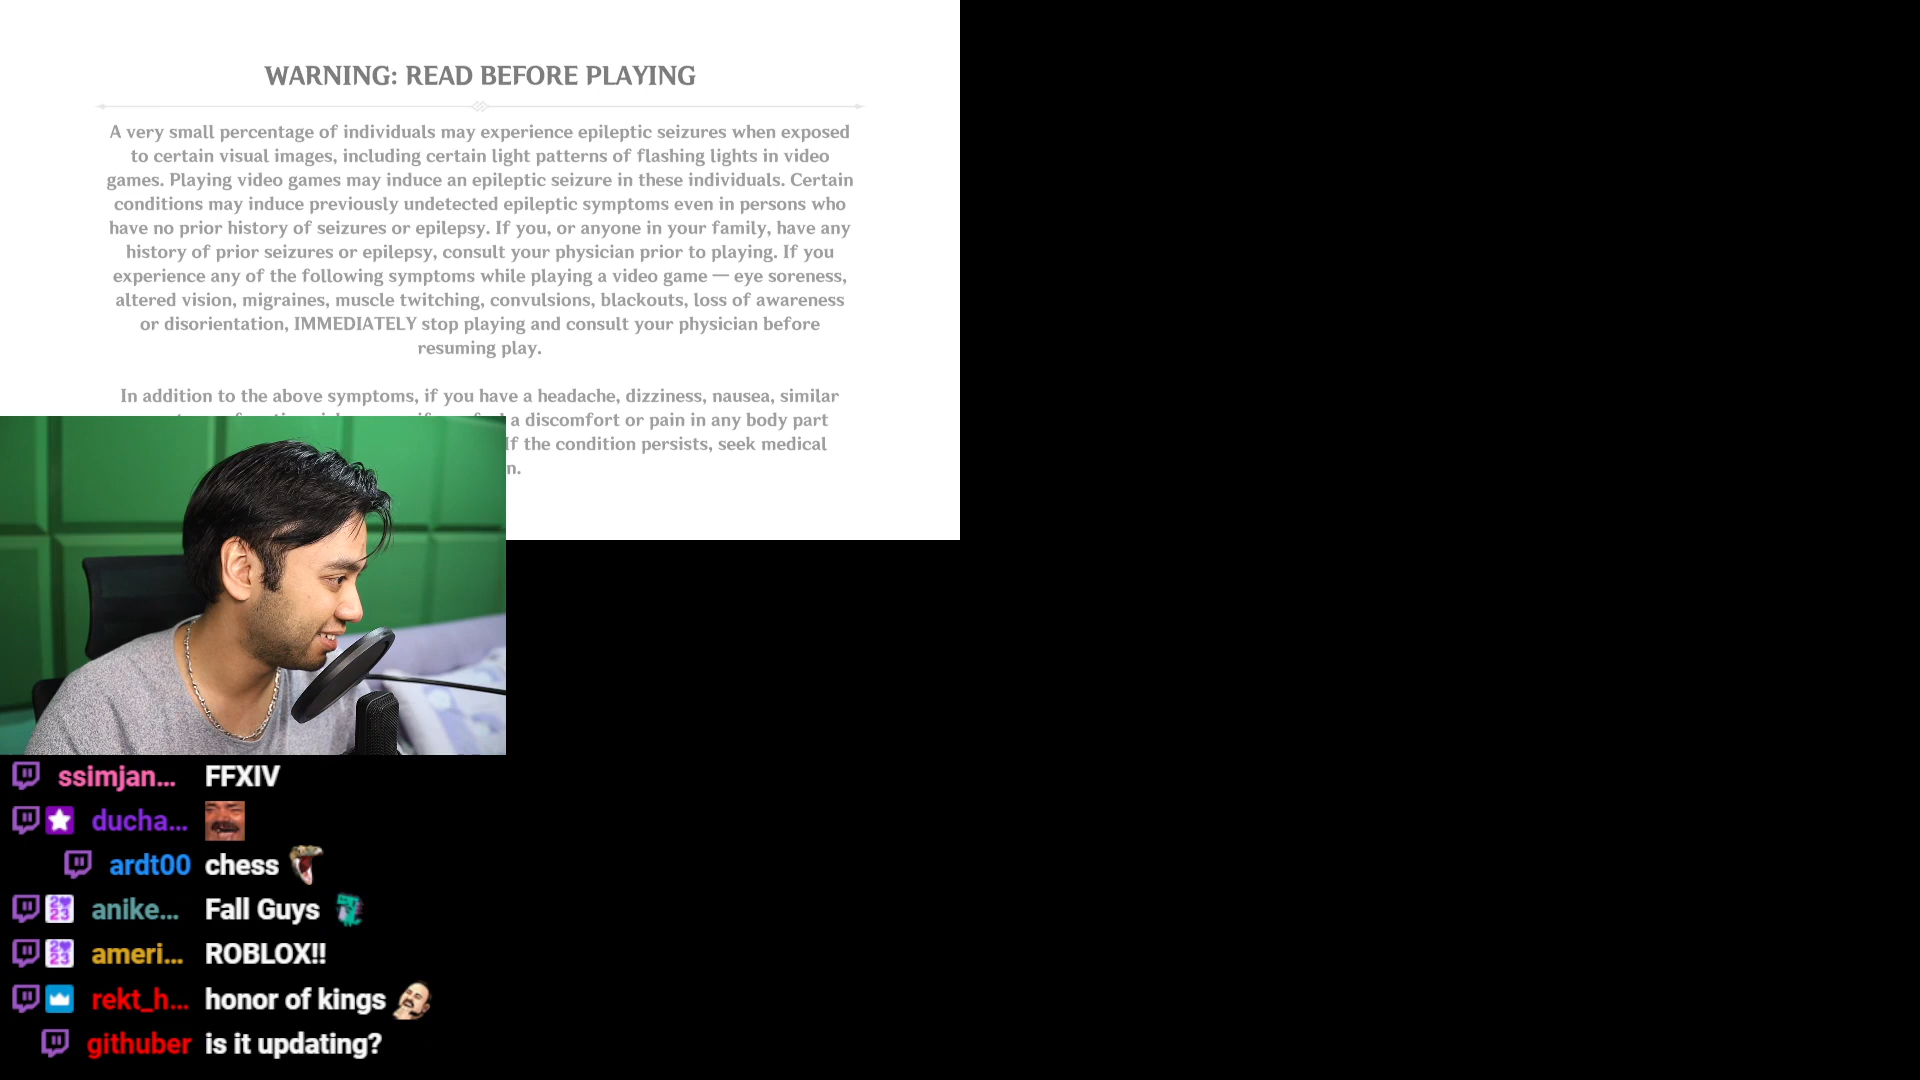 WARNING: READ BEFORE PLAYING
A very small percentage of individuals may experience epileptic seizures when exposed
to certain visual images, including certain light patterns of flashing lights in video
games. Playing video games may induce an epileptic seizure in these individuals. Certain
conditions may induce previously undetected epileptic symptoms even in persons who
have no prior history of seizures or epilepsy. If you, or anyone in your family, have any
history of prior seizures or epilepsy, consult your physician prior to playing. If you
experience any of the following symptoms while playing a video game — eye soreness,
altered vision, migraines, muscle twitching, convulsions, blackouts, loss of awareness
or disorientation, IMMEDIATELY stop playing and consult your physician before
resuming play.
In addition to the above symptoms, if you have a headache, dizziness, nausea, similar
a discomfort or pain in any body part
If the condition persists, seek medical
ssimjan... FFXIV
ducha...
ardt00 chess
anike... Fall Guys
ameri... ROBLOX!!
rekt_h... honor of kings
githuber is it updating?